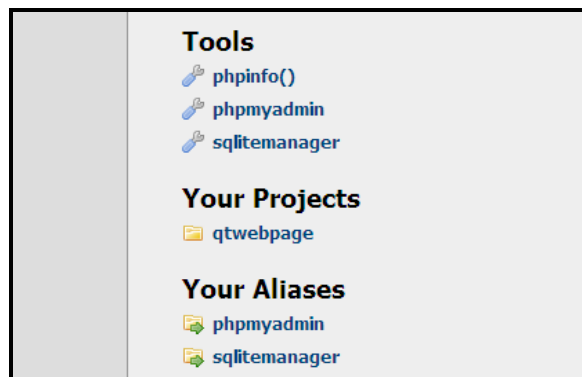 Tools
phpinfo()
phpmyadmin
sqlitemanager
Your Projects
qtwebpage
Your Aliases
phpmyadmin
sqlitemanager